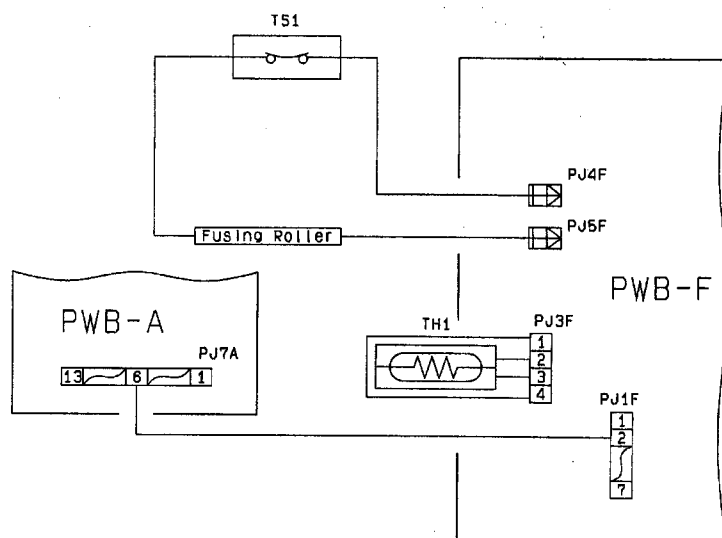 TS1
PJ4F
Fusing Roller
PJ5F
PWB-F
PWB-A
TH1
PJ3F
PJ7A
1
2
3
4
13 6 1
PJ1F
1
2
7